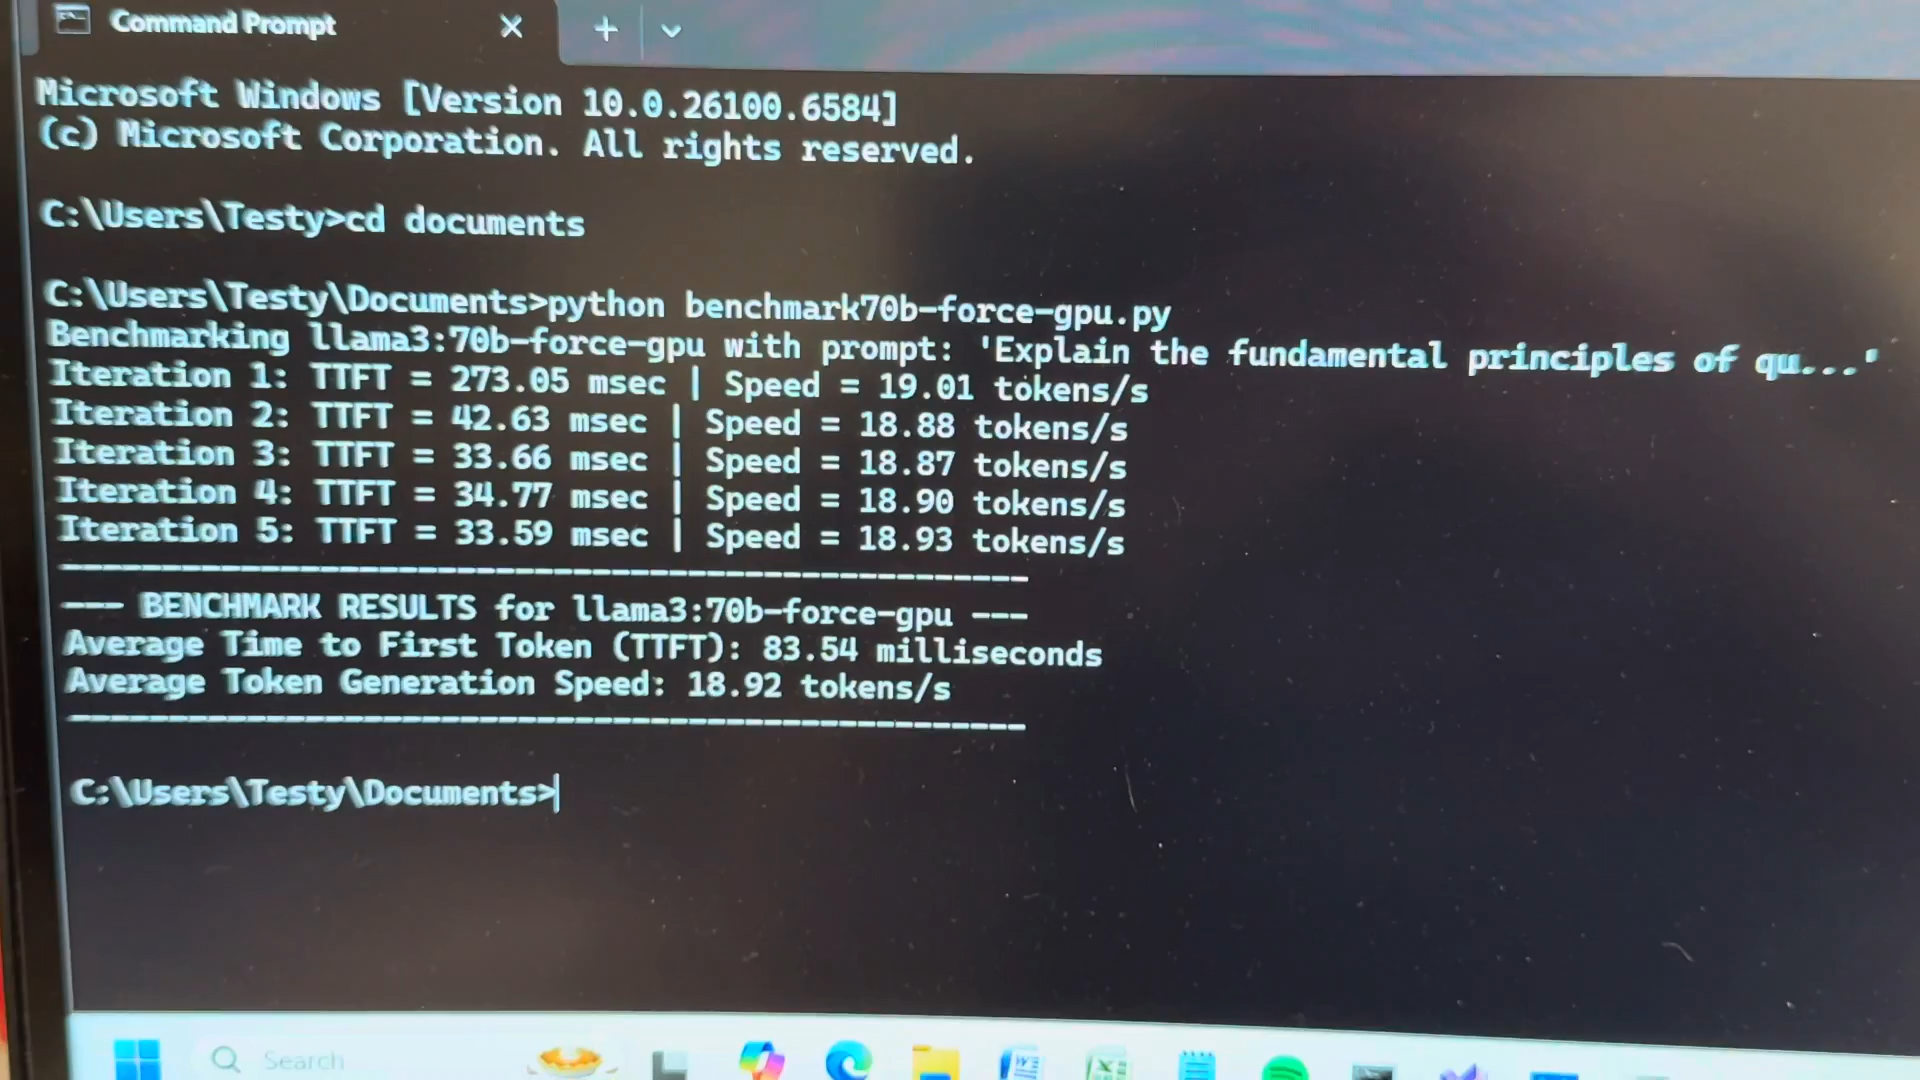 Command Prompt
Microsoft Windows [Version 10.0.26100.6584]
(c) Microsoft Corporation. All rights reserved.
C:\Users\Testy>cd documents
C:\Users\Testy\Documents>python benchmark70b-force-gpu.py
Benchmarking llama3:70b-force-gpu with prompt: 'Explain the fundamental principles of qu...'
Iteration 1: TTFT = 273.05 msec | Speed = 19.01 tokens/s
Iteration 2: TTFT = 42.63 msec | Speed = 18.88 tokens/s
Iteration 3: TTFT = 33.66 msec | Speed = 18.87 tokens/s
Iteration 4: TTFT = 34.77 msec | Speed = 18.90 tokens/s
Iteration 5: TTFT = 33.59 msec | Speed = 18.93 tokens/s
--- BENCHMARK RESULTS for llama3:70b-force-gpu ---
Average Time to First Token (TTFT): 83.54 milliseconds
Average Token Generation Speed: 18.92 tokens/s
C:\Users\Testy\Documents>
Search